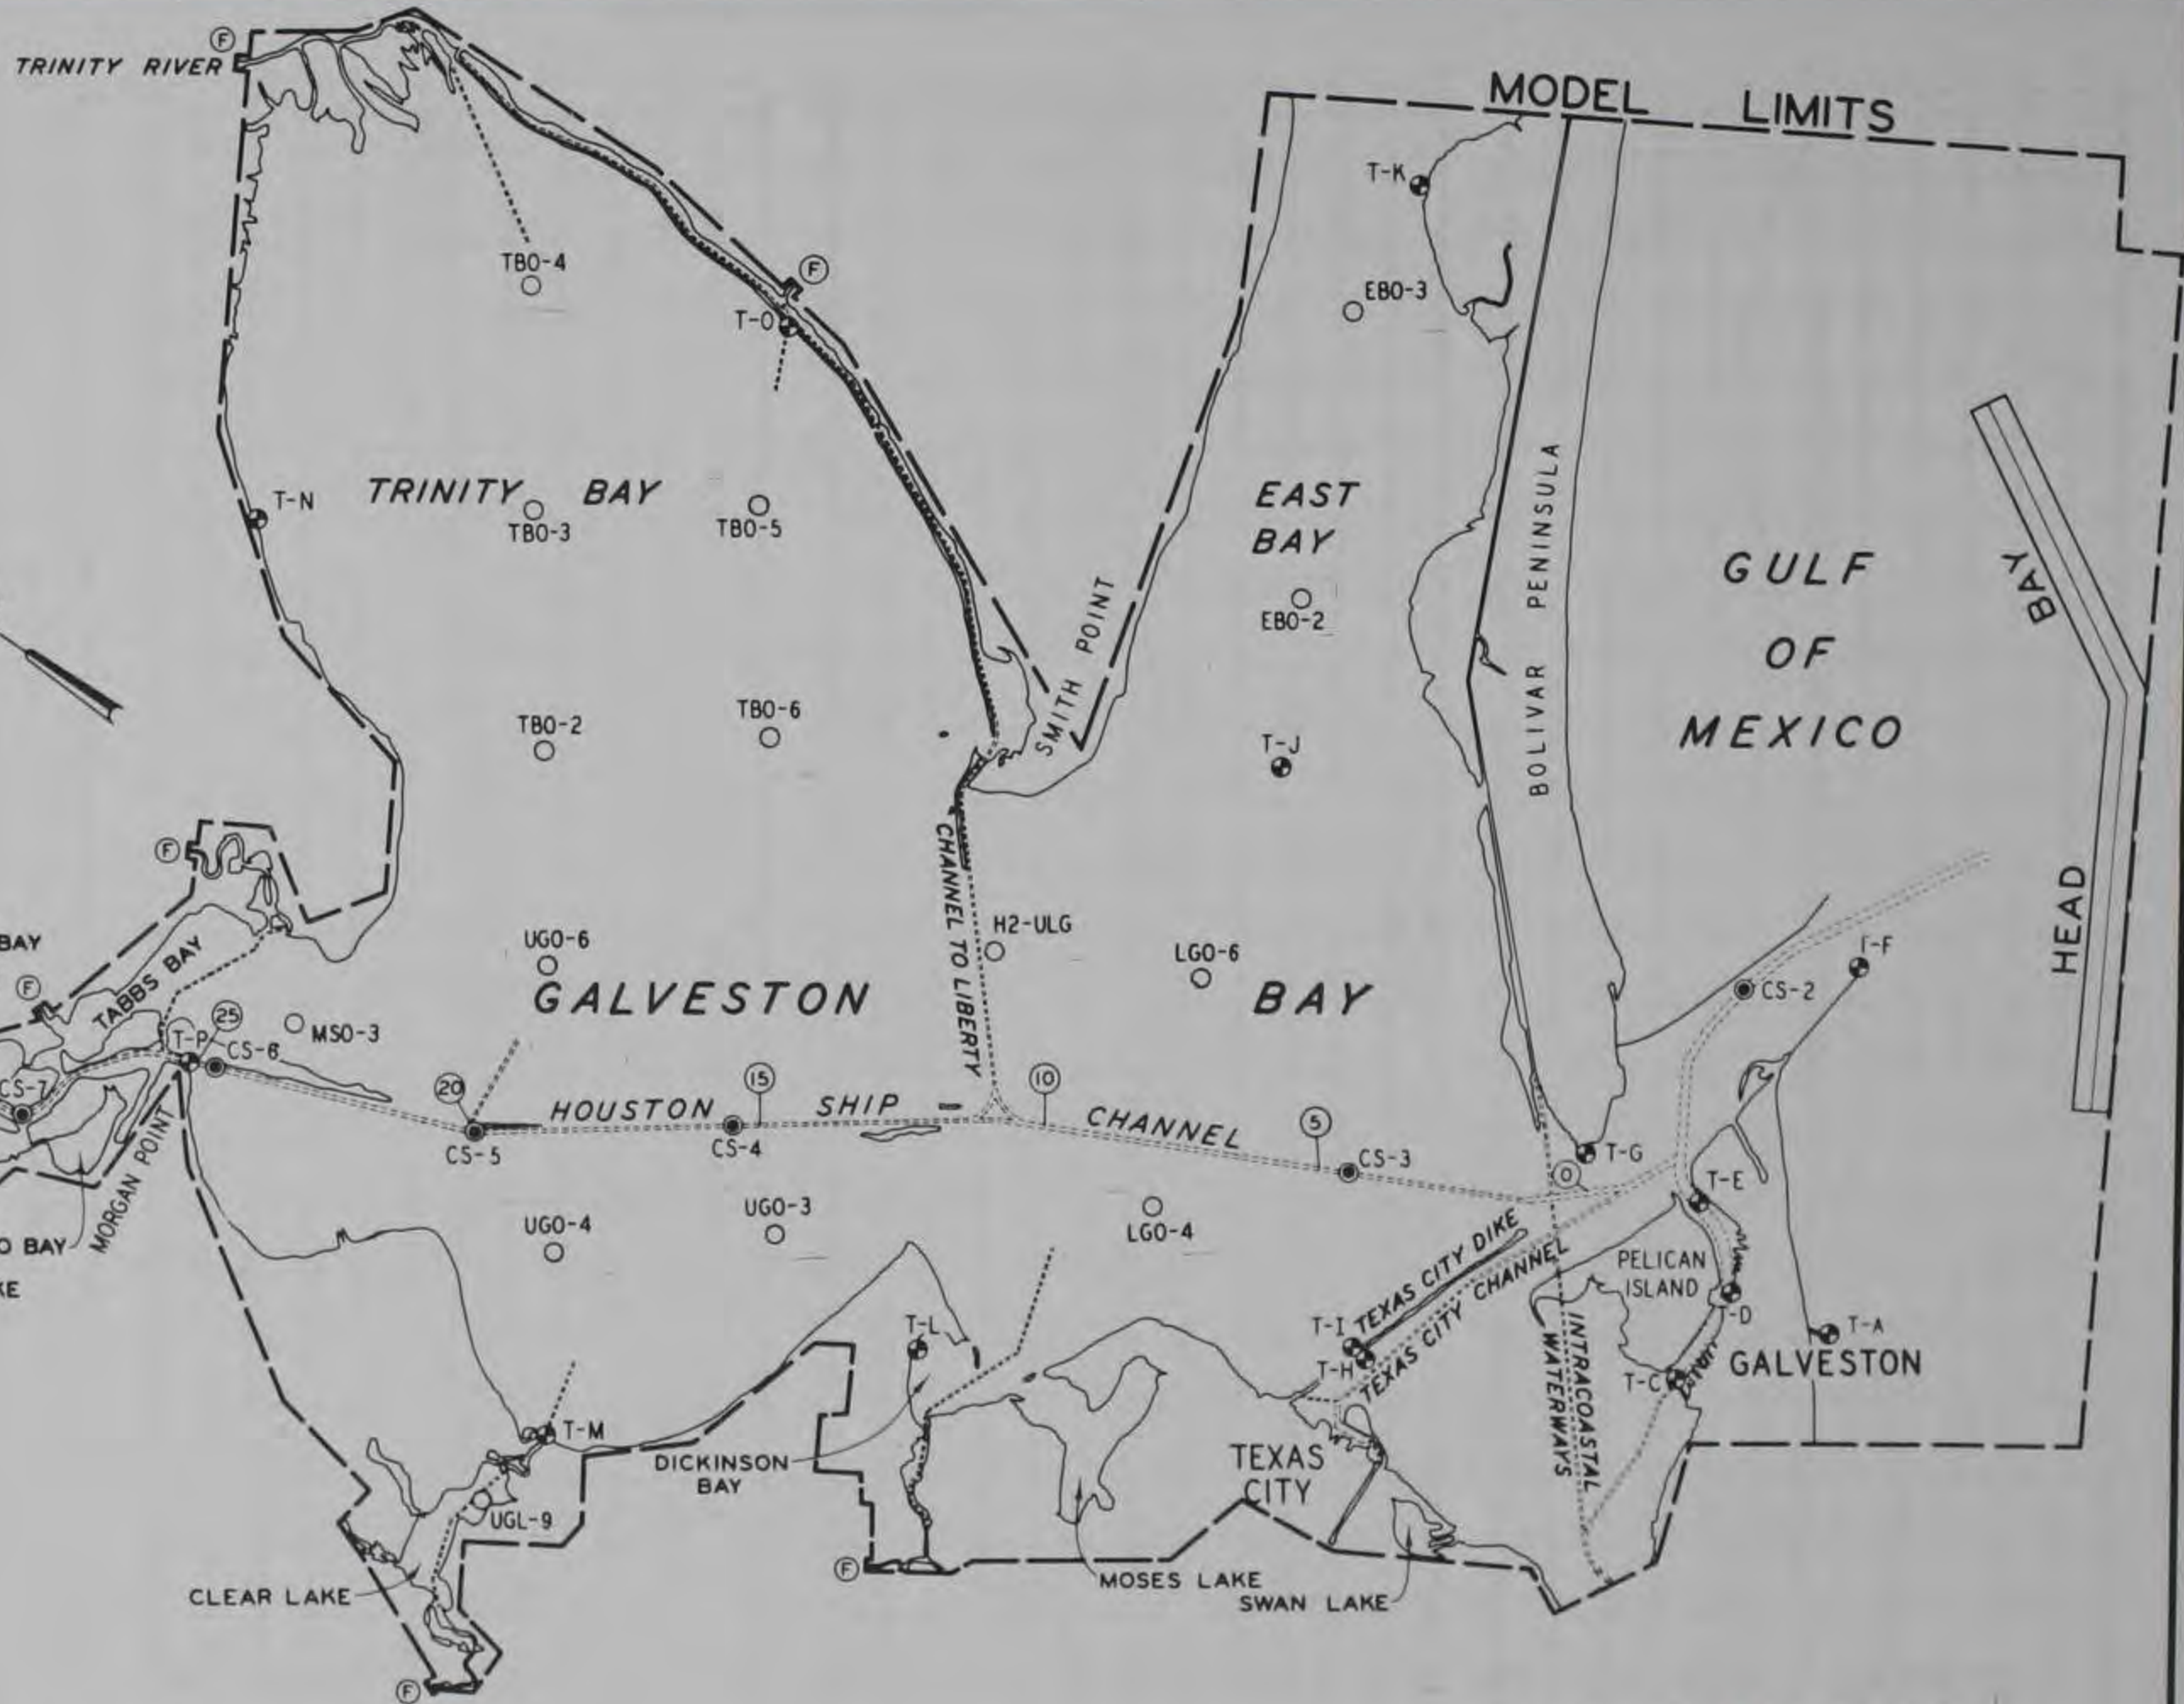 F
TRINITY RIVER
MODEL LIMITS
T-K
TBO-4
F
T-O
EBO-3
T-N
TRINITY BAY
TBO-3
TBO-5
EAST
BAY
EBO-2
BOLIVAR PENINSULA
GULF
OF
MEXICO
BAY
HEAD
SMITH POINT
TBO-2
TBO-6
T-J
F
CHANNEL TO LIBERTY
UGO-6
H2-ULG
LGO-6
GALVESTON BAY
T-F
CS-2
BAY
F
TABBS BAY
25
T-P
CS-6
MSO-3
CS-7
20
15
10
5
0
HOUSTON SHIP CHANNEL
CS-5
CS-4
CS-3
T-G
T-E
MORGAN POINT
O BAY
KE
UGO-4
UGO-3
LGO-4
TEXAS CITY DIKE
TEXAS CITY CHANNEL
PELICAN
ISLAND
T-D
T-L
T-I
T-H
T-A
GALVESTON
T-C
INTRACOASTAL
WATERWAYS
T-M
DICKINSON
BAY
TEXAS
CITY
UGL-9
F
CLEAR LAKE
MOSES LAKE
SWAN LAKE
F